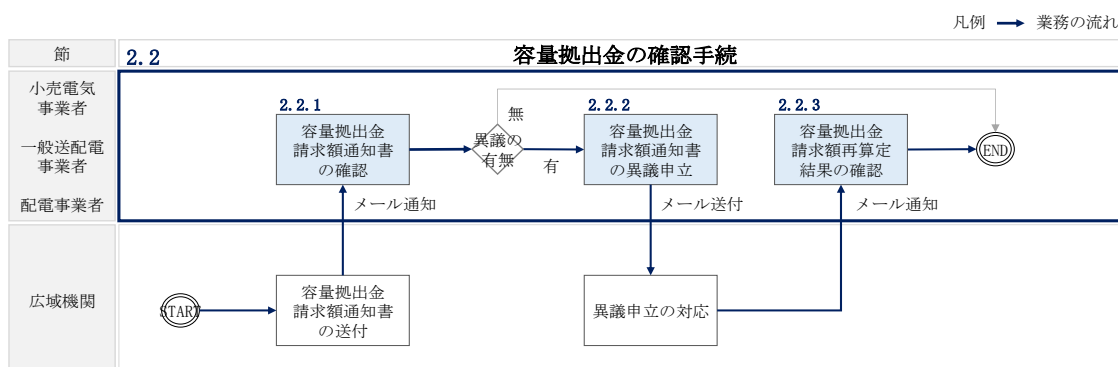 凡例 業務の流れ
節
2.2 容量拠出金の確認手続
小売電気
事業者
一般送配電
事業者
配電事業者
2.2.1
容量拠出金
請求額通知書
の確認
異議の
有無
無
有
2.2.2
容量拠出金
請求額通知書
の異議申立
2.2.3
容量拠出金
請求額再算定
結果の確認
END
メール通知
メール送付
メール通知
広域機関
START
容量拠出金
請求額通知書
の送付
異議申立の対応